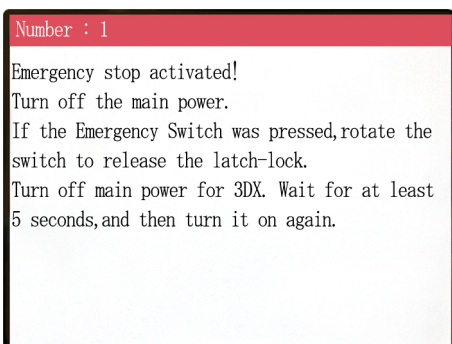 Number : 1
Emergency stop activated!
Turn off the main power.
If the Emergency Switch was pressed,rotate the
switch to release the latch-lock.
Turn off main power for 3DX. Wait for at least
5 seconds,and then turn it on again.